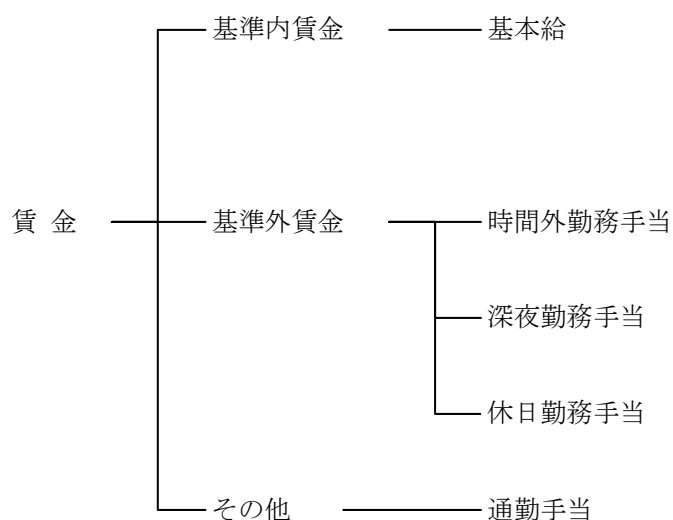 基準内賃金 基本給
賃 金 基準外賃金 時間外勤務手当
深夜勤務手当
休日勤務手当
その他 通勤手当